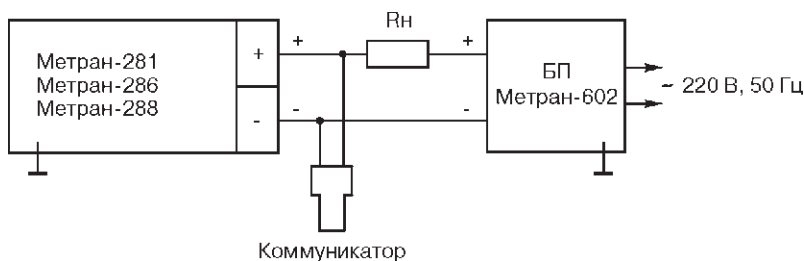 Метран-281
Метран-286
Метран-288
+
-
+
-
Rн
+
-
БП
Метран-602
~ 220 В, 50 Гц
Коммуникатор